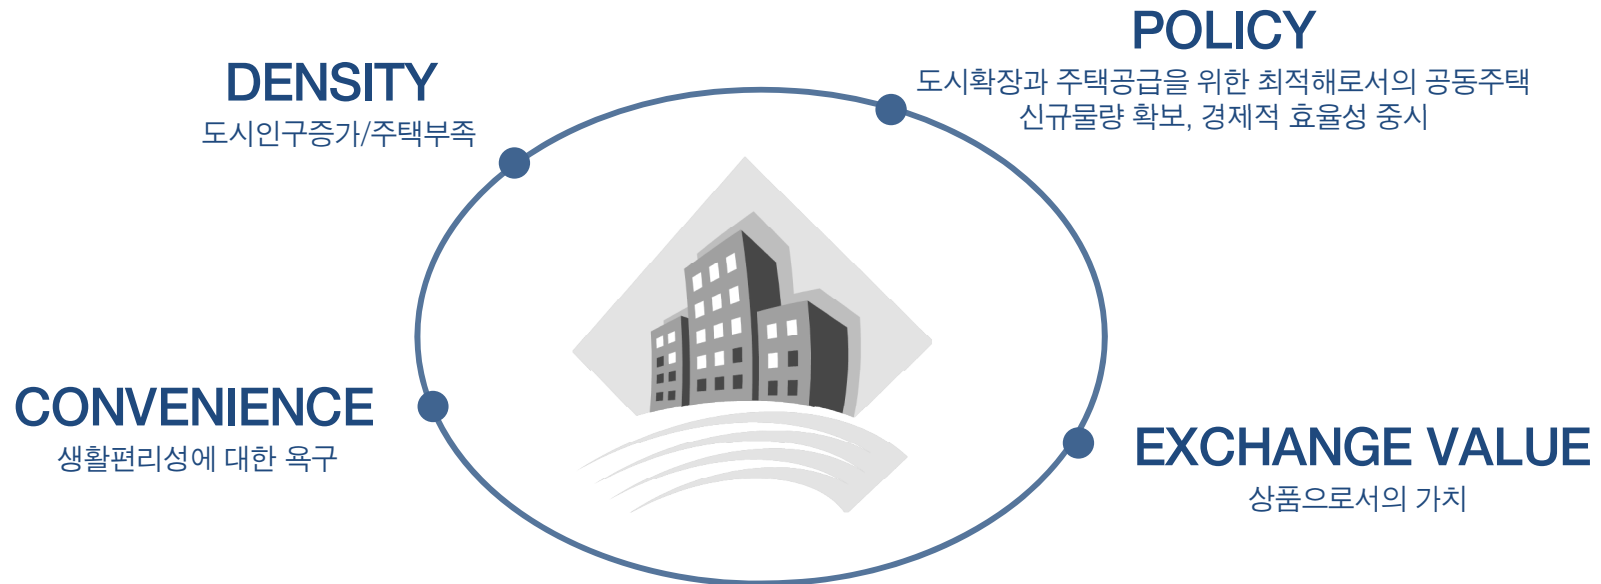 DENSITY
도시인구증가/주택부족
POLICY
도시확장과 주택공급을 위한 최적해로서의 공동주택
신규물량 확보, 경제적 효율성 중시
CONVENIENCE
생활편리성에 대한 욕구
EXCHANGE VALUE
상품으로서의 가치